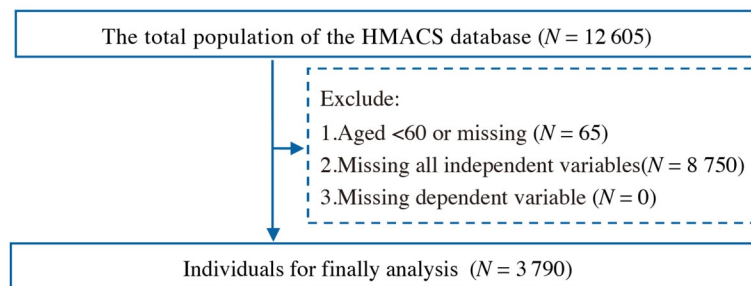 The total population of the HMACS database (N = 12 605)
Exclude:
1.Aged <60 or missing (N = 65)
2.Missing all independent variables(N = 8 750)
3.Missing dependent variable (N = 0)
Individuals for finally analysis (N = 3 790)